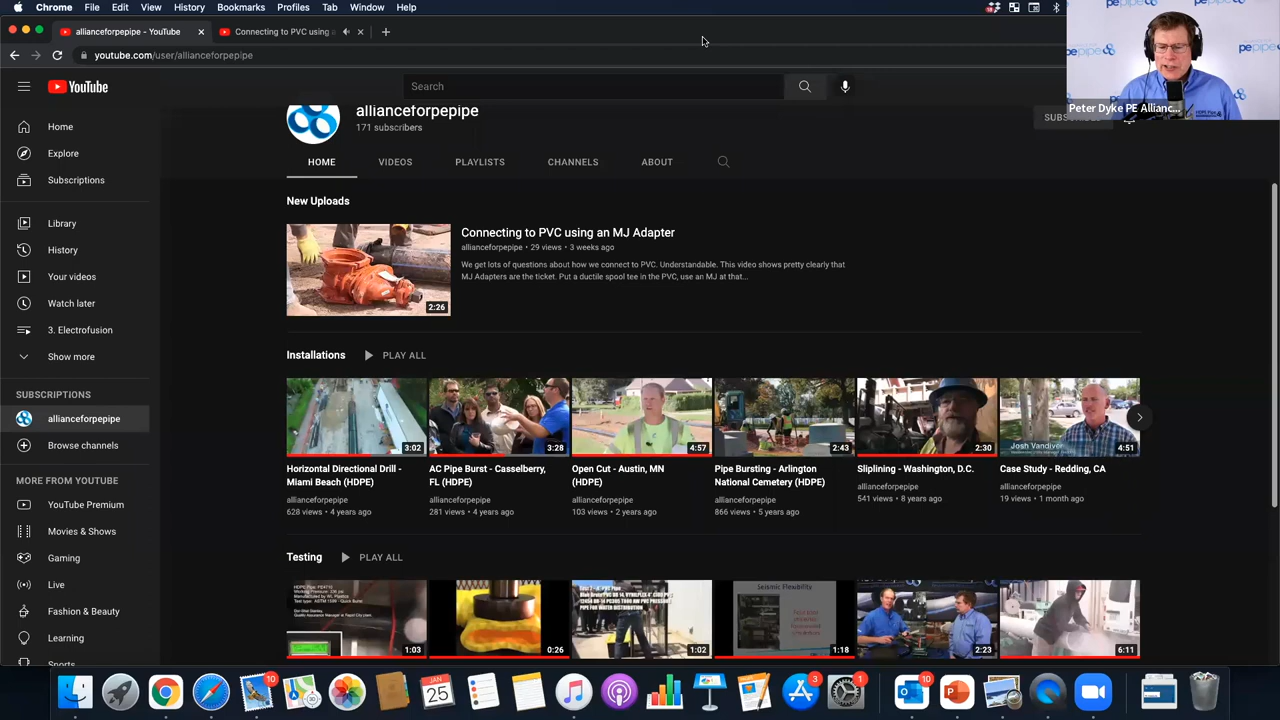 Chrome File Edit View History Bookmarks Profiles Tab Window Help
allianceforpepipe - YouTube
Connecting to PVC using
youtube.com/user/allianceforpepipe
YouTube
Search
pepipe
Peter Dyke PE Allianc...
Home
Explore
Subscriptions
Library
History
Your videos
Watch later
3. Electrofusion
Show more
SUBSCRIPTIONS
allianceforpepipe
Browse channels
MORE FROM YOUTUBE
YouTube Premium
Movies & Shows
Gaming
Live
Fashion & Beauty
Learning
Sports
allianceforpepipe
171 subscribers
HOME VIDEOS PLAYLISTS CHANNELS ABOUT
New Uploads
2:26
Connecting to PVC using an MJ Adapter
allianceforpepipe • 29 views • 3 weeks ago
We get lots of questions about how we connect to PVC. Understandable. This video shows pretty clearly that
MJ Adapters are the ticket. Put a ductile spool tee in the PVC, use an MJ at that...
Installations PLAY ALL
3:02
Horizontal Directional Drill -
Miami Beach (HDPE)
allianceforpepipe
628 views • 4 years ago
3:28
AC Pipe Burst - Casselberry,
FL (HDPE)
allianceforpepipe
281 views • 4 years ago
4:57
Open Cut - Austin, MN
(HDPE)
allianceforpepipe
103 views • 2 years ago
2:43
Pipe Bursting - Arlington
National Cemetery (HDPE)
allianceforpepipe
866 views • 5 years ago
2:30
Sliplining - Washington, D.C.
allianceforpepipe
541 views • 8 years ago
Josh Vandiver
4:51
Case Study - Redding, CA
allianceforpepipe
19 views • 1 month ago
Testing PLAY ALL
1:03
0:26
1:02
Seismic Flexibility
1:18
2:23
6:11
10
JAN
25
3
1
10